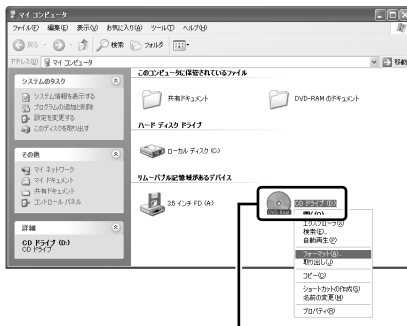 マイ コンピュータ
ファイル(F) 編集(E) 表示(V) お気に入り(A) ツール(T) ヘルプ(H)
戻る 検索 フォルダ
アドレス(D) マイ コンピュータ 移動
システムのタスク
システム情報を表示する
プログラムの追加と削除
設定を変更する
このディスクを取り出す
その他
マイ ネットワーク
マイ ドキュメント
共有ドキュメント
コントロール パネル
詳細
CD ドライブ (D:)
CD ドライブ
このコンピュータに保管されているファイル
共有ドキュメント
DVD-RAM のドキュメント
ハード ディスク ドライブ
ローカル ディスク (C:)
リムーバブル記憶域があるデバイス
3.5 インチ FD (A:)
DVD-RAM
CD ドライブ (D:)
開く(O)
エクスプローラ(X)
検索(E)...
自動再生(P)
フォーマット(A)...
取り出し(J)
コピー(C)
ショートカットの作成(S)
名前の変更(M)
プロパティ(R)